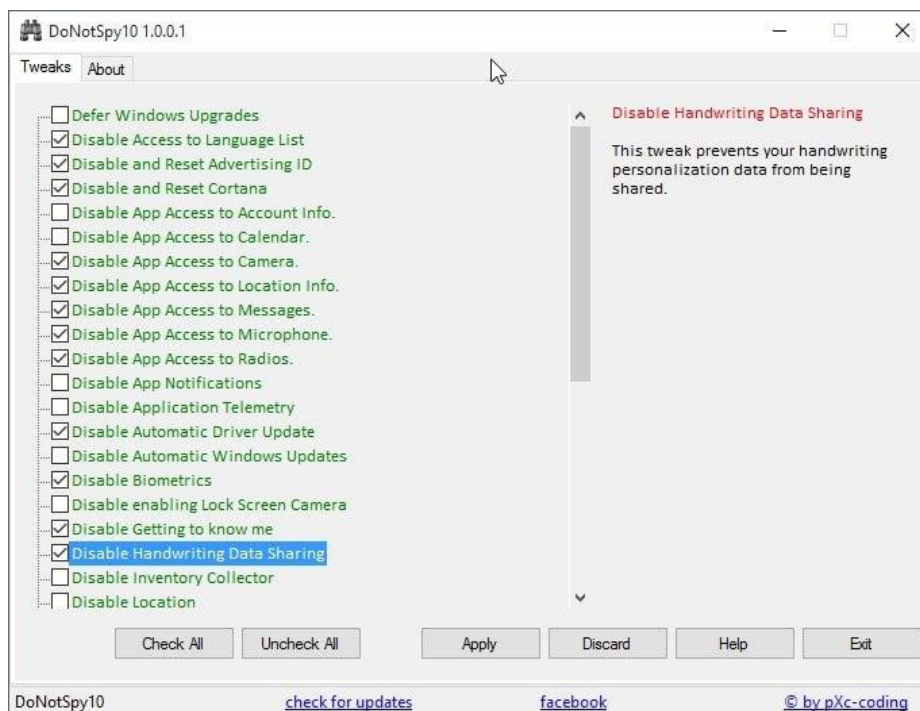 DoNotSpy10 1.0.0.1
Tweaks About
Defer Windows Upgrades
Disable Access to Language List
Disable and Reset Advertising ID
Disable and Reset Cortana
Disable App Access to Account Info.
Disable App Access to Calendar.
Disable App Access to Camera.
Disable App Access to Location Info.
Disable App Access to Messages.
Disable App Access to Microphone.
Disable App Access to Radios.
Disable App Notifications
Disable Application Telemetry
Disable Automatic Driver Update
Disable Automatic Windows Updates
Disable Biometrics
Disable enabling Lock Screen Camera
Disable Getting to know me
Disable Handwriting Data Sharing
Disable Inventory Collector
Disable Location
Disable Handwriting Data Sharing
This tweak prevents your handwriting
personalization data from being
shared.
Check All Uncheck All Apply Discard Help Exit
DoNotSpy10 check for updates facebook © by pXc-coding